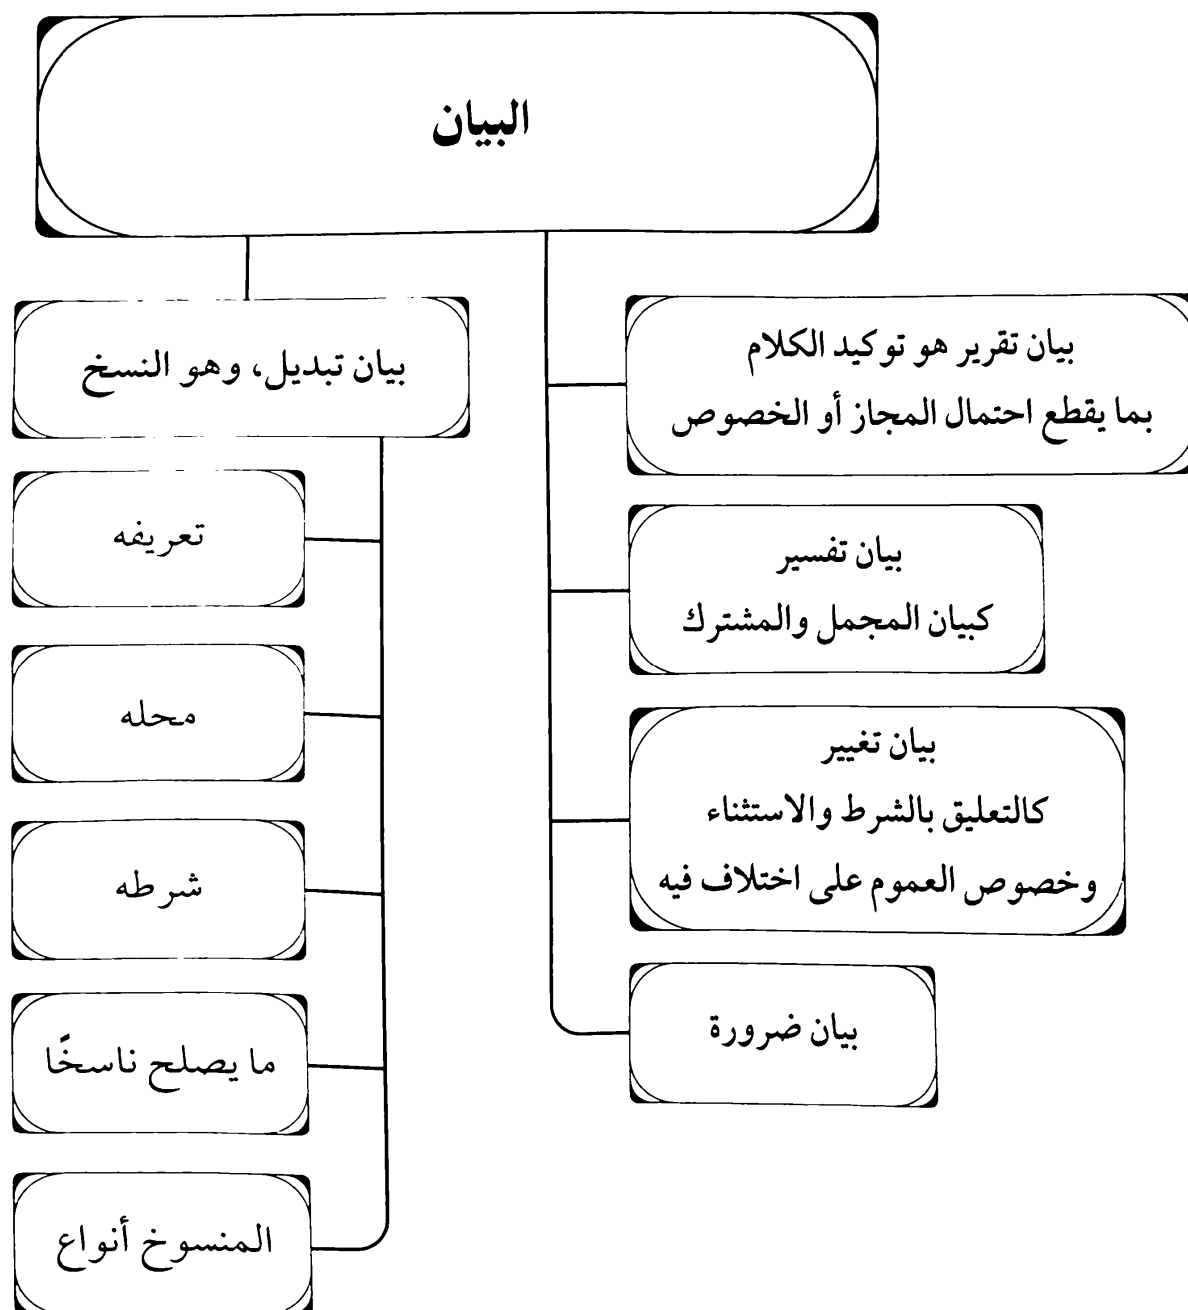 البيان
بيان تقرير هو توكيد الكلام
بما يقطع احتمال المجاز أو الخصوص
بيان تفسير
كبيان المجمل والمشترك
بيان تغيير
كالتعليق بالشرط والاستثناء
وخصوص العموم على اختلاف فيه
بيان ضرورة
بيان تبديل، وهو النسخ
تعريفه
محله
شرطه
ما يصلح ناسخًا
المنسوخ أنواع